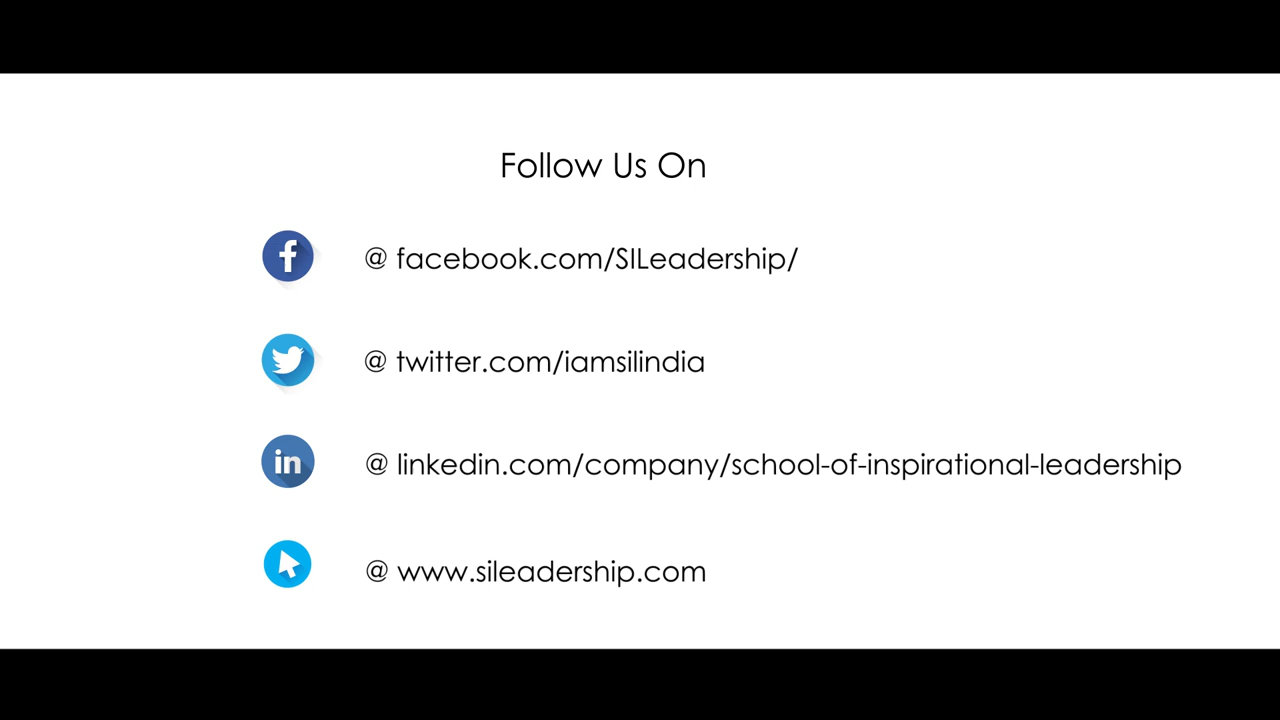 Follow Us On
@ facebook.com/SILeadership/
@ twitter.com/iamsilindia
@ linkedin.com/company/school-of-inspirational-leadership
@ www.sileadership.com